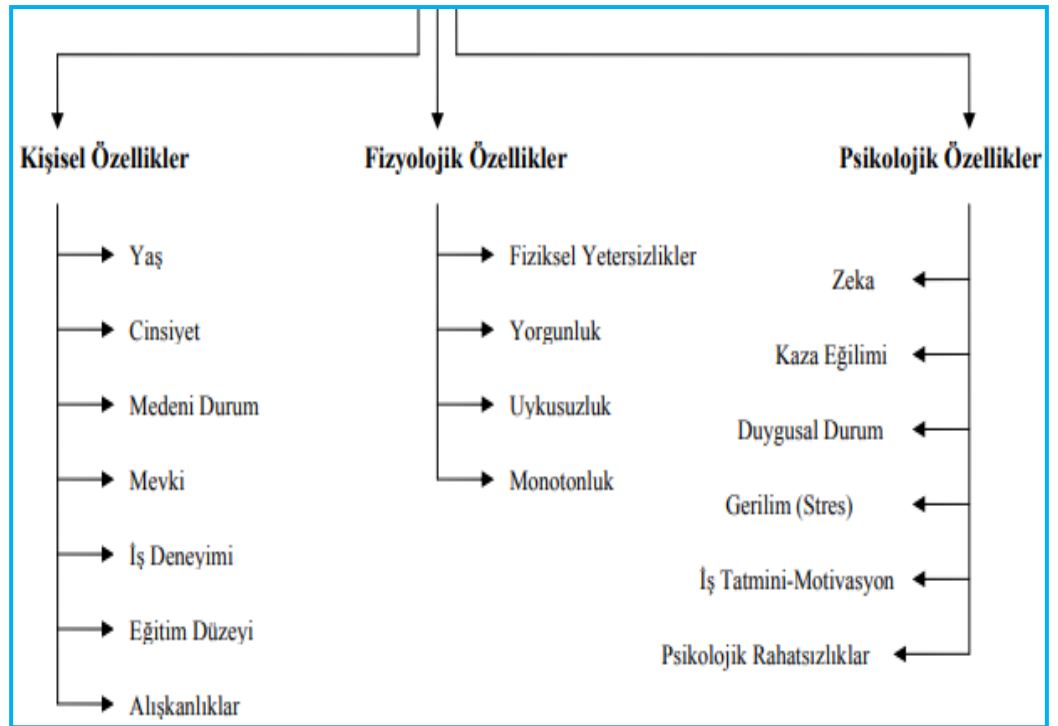 Kişisel Özellikler
Yaş
Cinsiyet
Medeni Durum
Mevki
İş Deneyimi
Eğitim Düzeyi
Alışkanlıklar
Fizyolojik Özellikler
Fiziksel Yetersizlikler
Yorgunluk
Uykusuzluk
Monotonluk
Psikolojik Özellikler
Zeka
Kaza Eğilimi
Duygusal Durum
Gerilim (Stres)
İş Tatmini-Motivasyon
Psikolojik Rahatsızlıklar